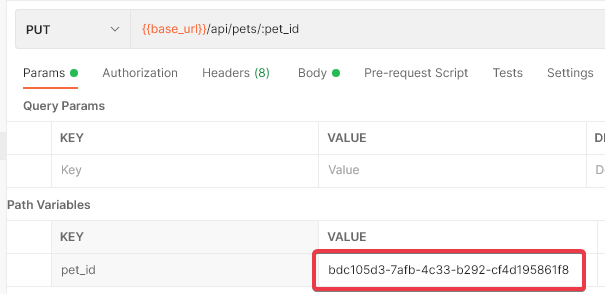 PUT {{base_url}}/api/pets/:pet_id
Params Authorization Headers (8) Body Pre-request Script Tests Settings
Query Params
KEY VALUE
Key Value
Path Variables
KEY VALUE
pet_id bdc105d3-7afb-4c33-b292-cf4d195861f8